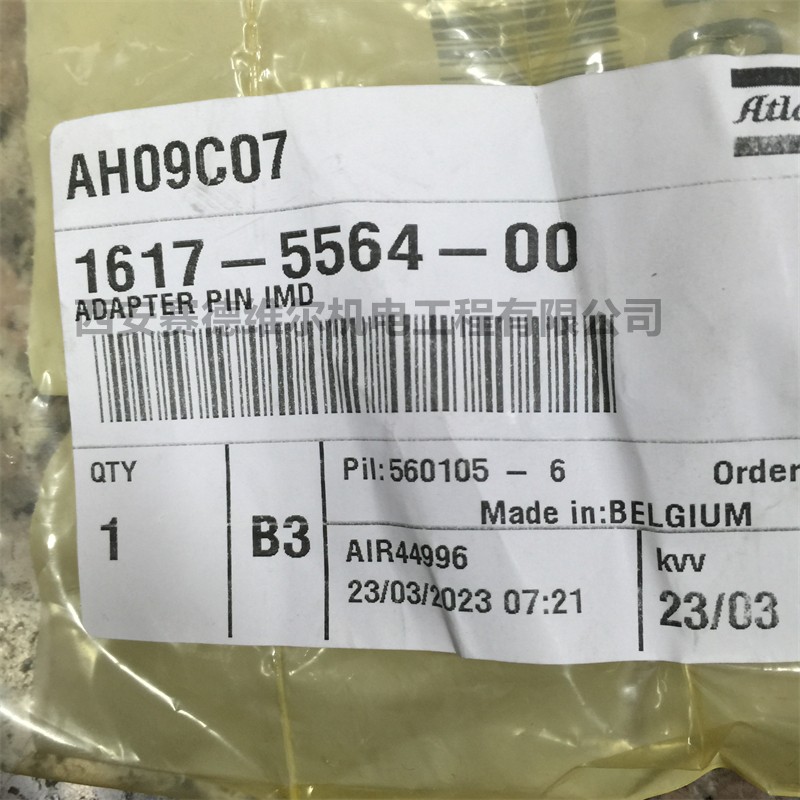 Atl
AH09C07
1617-5564-00
ADAPTER PIN IMD
西安赛德维尔机电工程有限公司
QTY
1
B3
Pil:560105 - 6
Order
Made in:BELGIUM
AIR44996
23/03/2023 07:21
kvv
23/03